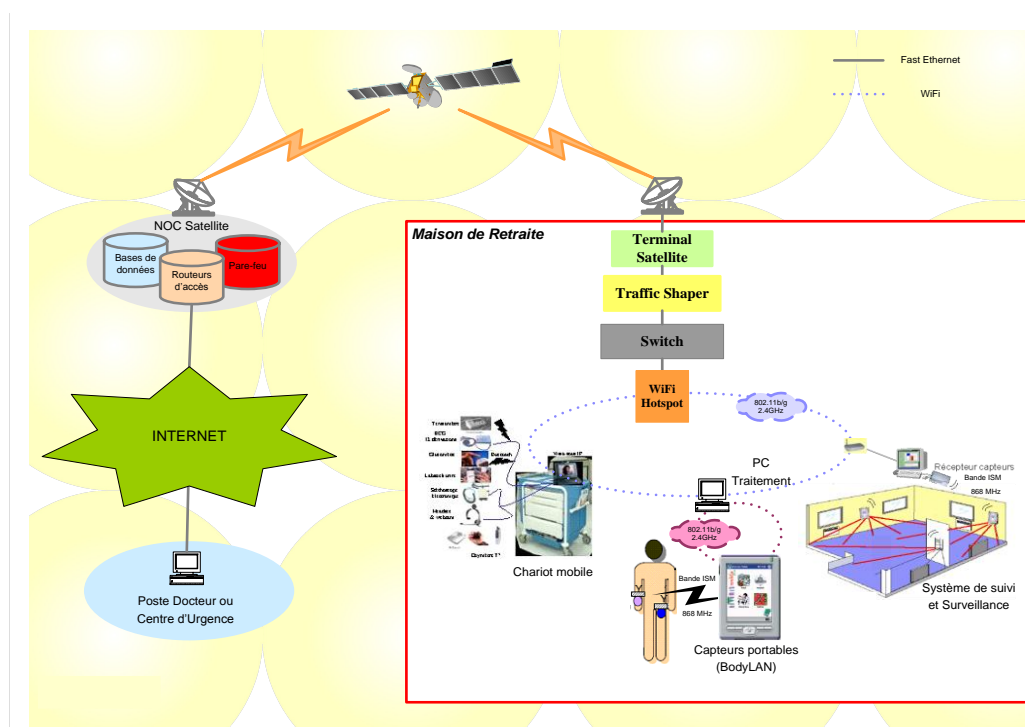 Fast Ethernet
WiFi
NOC Satellite
Bases de
données
Pare-feu
Routeurs
d'accès
INTERNET
Poste Docteur ou
Centre d'Urgence
Maison de Retraite
Terminal
Satellite
Traffic Shaper
Switch
WiFi
Hotspot
802.11b/g
2.4GHz
Chariot mobile
PC
Traitement
802.11b/g
2.4GHz
Bande ISM
868 MHz
Capteurs portables
(BodyLAN)
Récepteur capteurs
Bande ISM
868 MHz
Système de suivi
et Surveillance